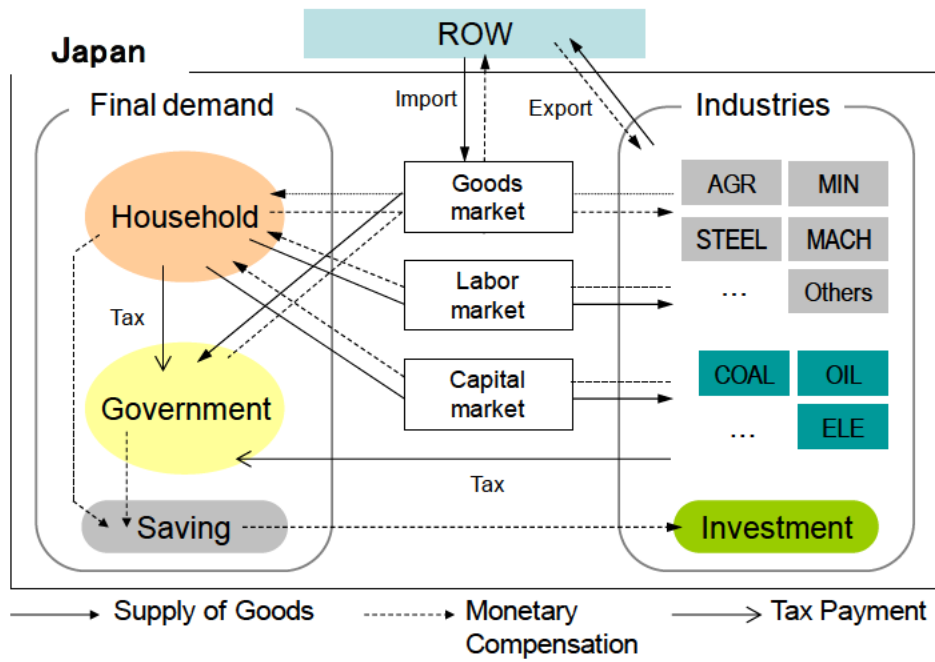 ROW
Japan
Import
Export
Final demand
Industries
Household
Goods
market
AGR
MIN
STEEL
MACH
...
Others
Labor
market
Tax
Capital
market
COAL
OIL
...
ELE
Government
Tax
Saving
Investment
Supply of Goods
Monetary
Compensation
Tax Payment